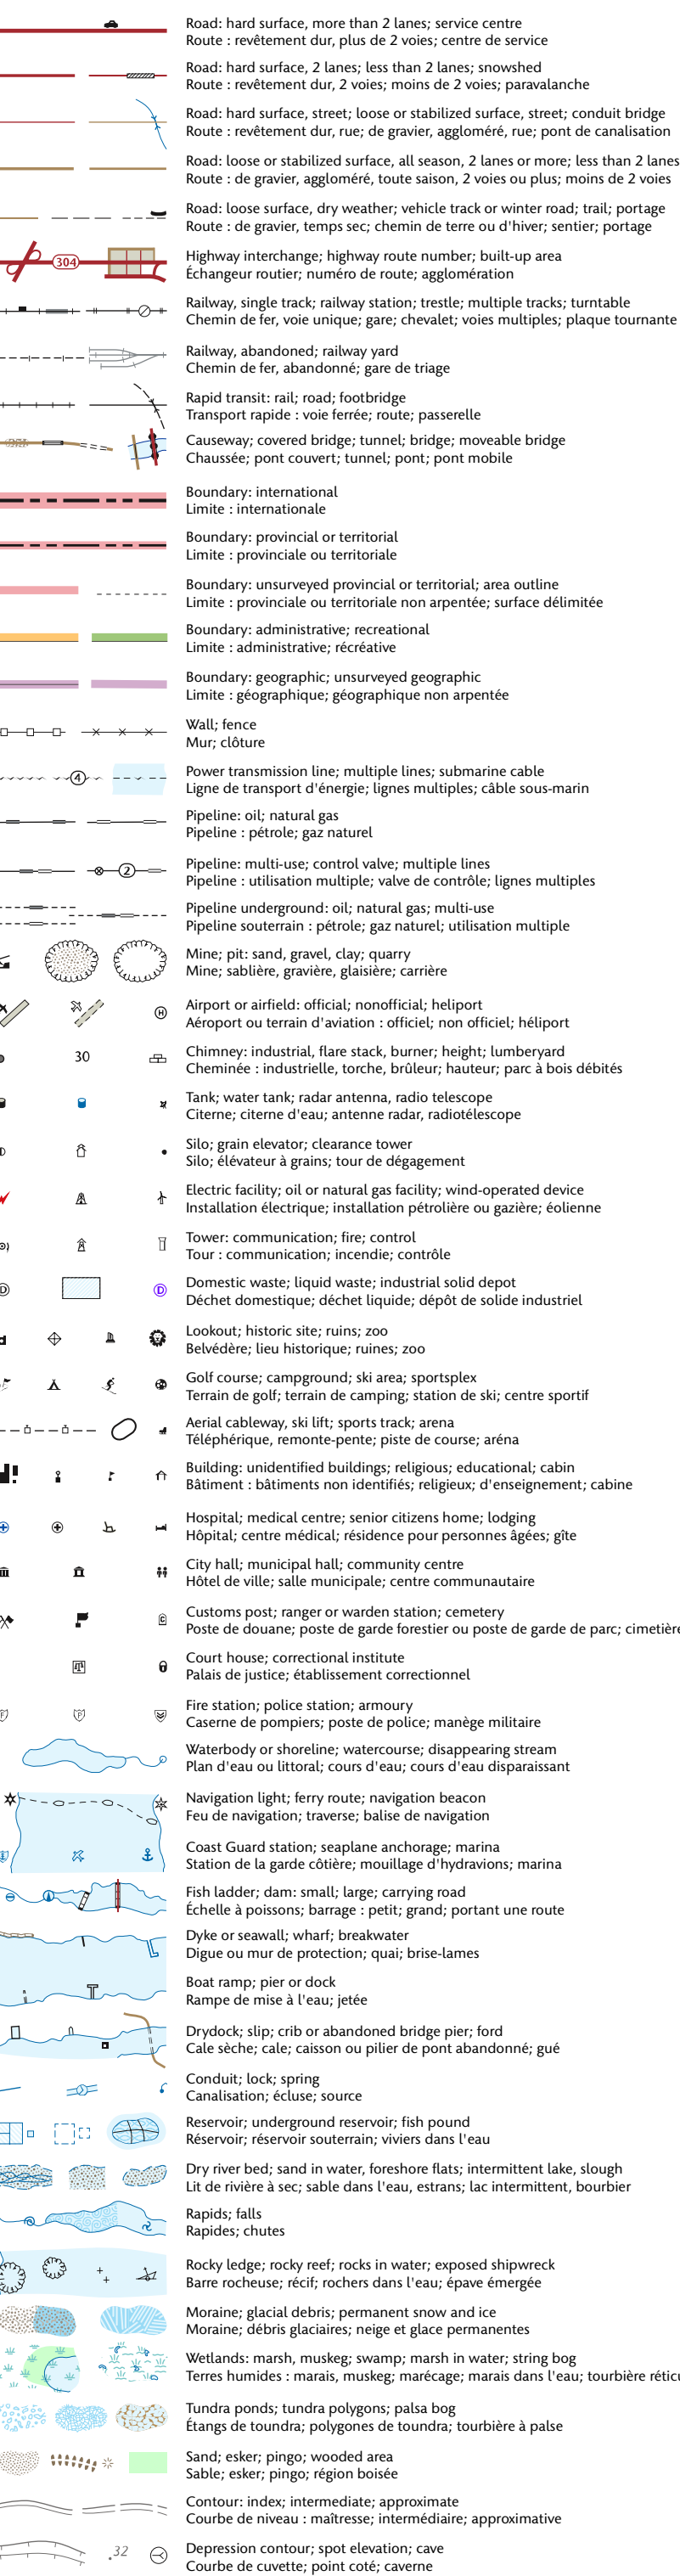 Road: hard surface, more than 2 lanes; service centre
Route : revêtement dur, plus de 2 voies; centre de service
Road: hard surface, 2 lanes; less than 2 lanes; snowshed
Route : revêtement dur, 2 voies; moins de 2 voies; paravalanche
Road: hard surface, street; loose or stabilized surface, street; conduit bridge
Route : revêtement dur, rue; de gravier, aggloméré, rue; pont de canalisation
Road: loose or stabilized surface, all season, 2 lanes or more; less than 2 lanes
Route : de gravier, aggloméré, toute saison, 2 voies ou plus; moins de 2 voies
Road: loose surface, dry weather; vehicle track or winter road; trail; portage
Route : de gravier, temps sec; chemin de terre ou d'hiver; sentier; portage
304
Highway interchange; highway route number; built-up area
Échangeur routier; numéro de route; agglomération
Railway, single track; railway station; trestle; multiple tracks; turntable
Chemin de fer, voie unique; gare; chevalet; voies multiples; plaque tournante
Railway, abandoned; railway yard
Chemin de fer, abandonné; gare de triage
Rapid transit: rail; road; footbridge
Transport rapide : voie ferrée; route; passerelle
Causeway; covered bridge; tunnel; bridge; moveable bridge
Chaussée; pont couvert; tunnel; pont; pont mobile
Boundary: international
Limite : internationale
Boundary: provincial or territorial
Limite : provinciale ou territoriale
Boundary: unsurveyed provincial or territorial; area outline
Limite : provinciale ou territoriale non arpentée; surface délimitée
Boundary: administrative; recreational
Limite : administrative; récréative
Boundary: geographic; unsurveyed geographic
Limite : géographique; géographique non arpentée
Wall; fence
Mur; clôture
4
Power transmission line; multiple lines; submarine cable
Ligne de transport d'énergie; lignes multiples; câble sous-marin
Pipeline: oil; natural gas
Pipeline : pétrole; gaz naturel
2
Pipeline: multi-use; control valve; multiple lines
Pipeline : utilisation multiple; valve de contrôle; lignes multiples
Pipeline underground: oil; natural gas; multi-use
Pipeline souterrain : pétrole; gaz naturel; utilisation multiple
Mine; pit: sand, gravel, clay; quarry
Mine; sablière, gravière, glaisière; carrière
H
Airport or airfield: official; nonofficial; heliport
Aéroport ou terrain d'aviation : officiel; non officiel; héliport
30
Chimney: industrial, flare stack, burner; height; lumberyard
Cheminée : industrielle, torche, brûleur; hauteur; parc à bois débités
Tank; water tank; radar antenna, radio telescope
Citerne; citerne d'eau; antenne radar, radiotélescope
Silo; grain elevator; clearance tower
Silo; élévateur à grains; tour de dégagement
Electric facility; oil or natural gas facility; wind-operated device
Installation électrique; installation pétrolière ou gazière; éolienne
Tower: communication; fire; control
Tour : communication; incendie; contrôle
D
D
Domestic waste; liquid waste; industrial solid depot
Déchet domestique; déchet liquide; dépôt de solide industriel
Lookout; historic site; ruins; zoo
Belvédère; lieu historique; ruines; zoo
Golf course; campground; ski area; sportsplex
Terrain de golf; terrain de camping; station de ski; centre sportif
Aerial cableway, ski lift; sports track; arena
Téléphérique, remonte-pente; piste de course; aréna
Building: unidentified buildings; religious; educational; cabin
Bâtiment : bâtiments non identifiés; religieux; d'enseignement; cabine
Hospital; medical centre; senior citizens home; lodging
Hôpital; centre médical; résidence pour personnes âgées; gîte
City hall; municipal hall; community centre
Hôtel de ville; salle municipale; centre communautaire
C
Customs post; ranger or warden station; cemetery
Poste de douane; poste de garde forestier ou poste de garde de parc; cimetière
Court house; correctional institute
Palais de justice; établissement correctionnel
F
P
Fire station; police station; armoury
Caserne de pompiers; poste de police; manège militaire
Waterbody or shoreline; watercourse; disappearing stream
Plan d'eau ou littoral; cours d'eau; cours d'eau disparaissant
Navigation light; ferry route; navigation beacon
Feu de navigation; traverse; balise de navigation
Coast Guard station; seaplane anchorage; marina
Station de la garde côtière; mouillage d'hydravions; marina
Fish ladder; dam: small; large; carrying road
Échelle à poissons; barrage : petit; grand; portant une route
Dyke or seawall; wharf; breakwater
Digue ou mur de protection; quai; brise-lames
Boat ramp; pier or dock
Rampe de mise à l'eau; jetée
Drydock; slip; crib or abandoned bridge pier; ford
Cale sèche; cale; caisson ou pilier de pont abandonné; gué
Conduit; lock; spring
Canalisation; écluse; source
Reservoir; underground reservoir; fish pound
Réservoir; réservoir souterrain; viviers dans l'eau
Dry river bed; sand in water, foreshore flats; intermittent lake, slough
Lit de rivière à sec; sable dans l'eau, estrans; lac intermittent, bourbier
Rapids; falls
Rapides; chutes
Rocky ledge; rocky reef; rocks in water; exposed shipwreck
Barre rocheuse; récif; rochers dans l'eau; épave émergée
Moraine; glacial debris; permanent snow and ice
Moraine; débris glaciaires; neige et glace permanentes
Wetlands: marsh, muskeg; swamp; marsh in water; string bog
Terres humides : marais, muskeg; marécage; marais dans l'eau; tourbière
Tundra ponds; tundra polygons; palsa bog
Étangs de toundra; polygones de toundra; tourbière à palse
Sand; esker; pingo; wooded area
Sable; esker; pingo; région boisée
Contour: index; intermediate; approximate
Courbe de niveau : maîtresse; intermédiaire; approximative
.32
Depression contour; spot elevation; cave
Courbe de cuvette; point coté; caverne